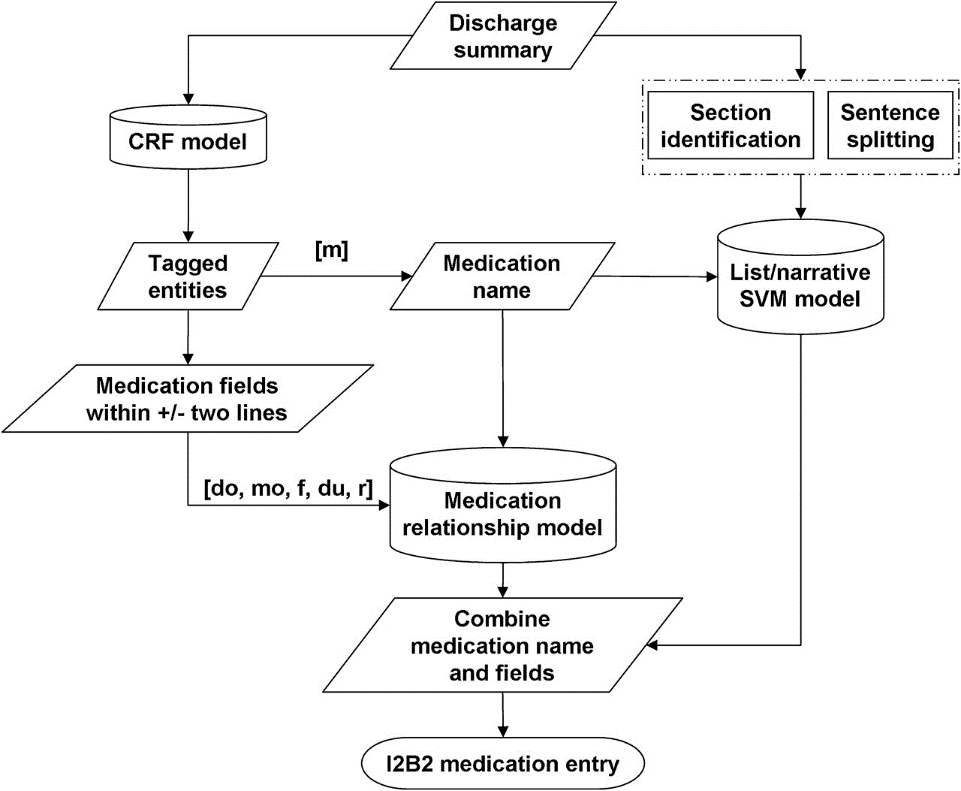 Discharge
summary
CRF model
Section
identification
Sentence
splitting
Tagged
entities
[m]
Medication
name
List/narrative
SVM model
Medication fields
within +/- two lines
[do, mo, f, du, r]
Medication
relationship model
Combine
medication name
and fields
I2B2 medication entry